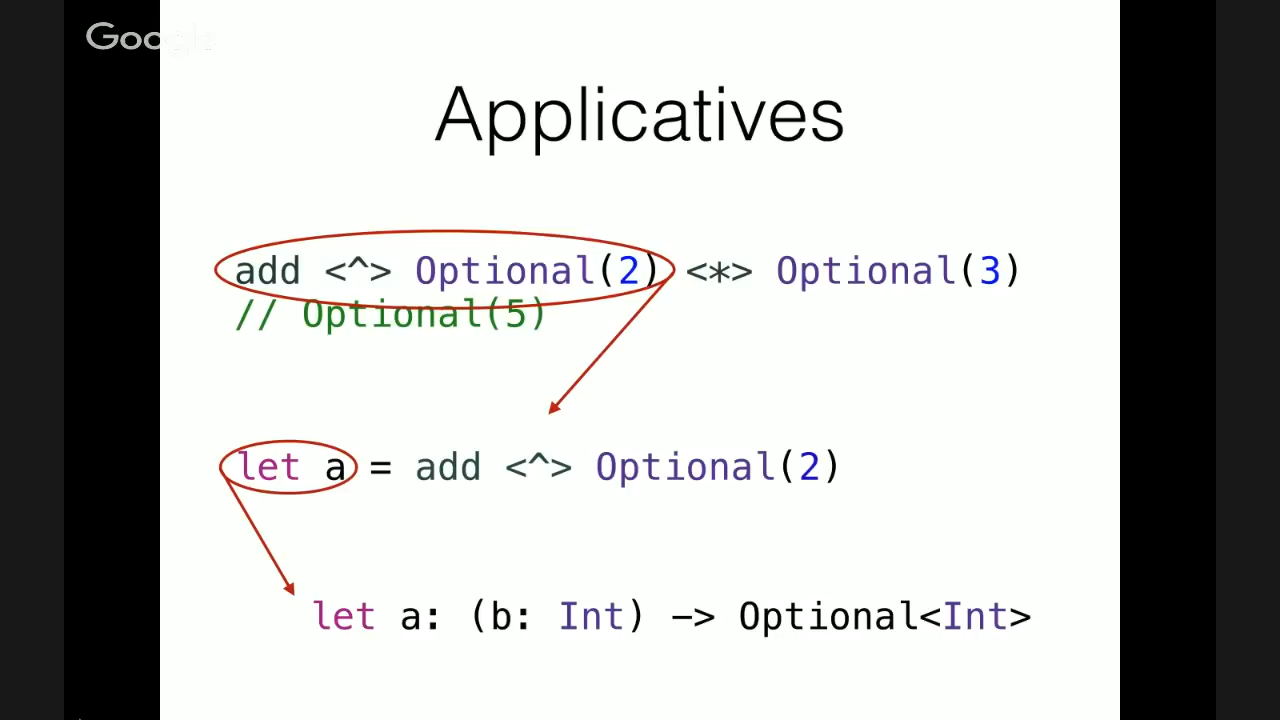 Google
Applicatives
add <^> Optional(2) <*> Optional(3)
// Optional(5)
let a = add <^> Optional(2)
let a: (b: Int) -> Optional<Int>